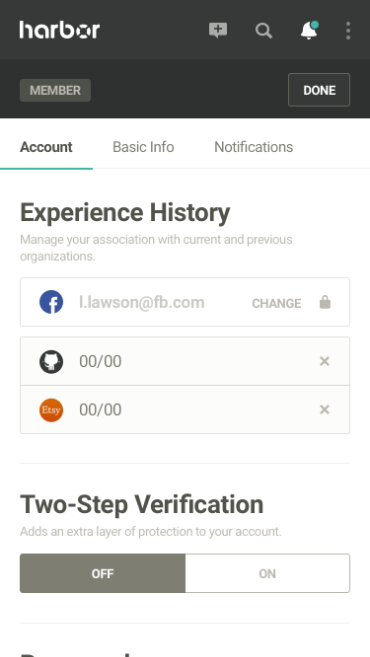 harbor
MEMBER
DONE
Account Basic Info Notifications
Experience History
Manage your association with current and previous
organizations.
l.lawson@fb.com CHANGE
00/00
Etsy 00/00
Two-Step Verification
Adds an extra layer of protection to your account.
OFF ON